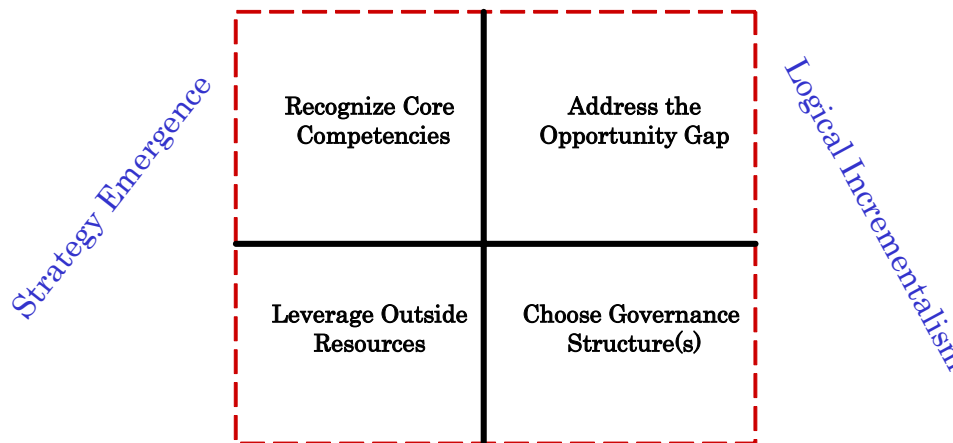 Strategy Emergence
Recognize Core
Competencies
Address the
Opportunity Gap
Logical Incrementalism
Leverage Outside
Resources
Choose Governance
Structure(s)